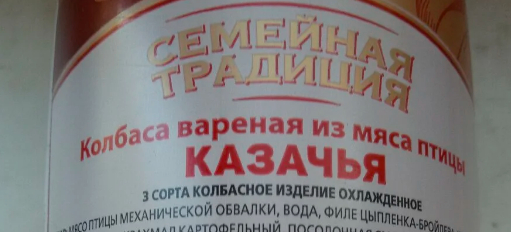 СЕМЕЙНАЯ
ТРАДИЦИЯ
Колбаса вареная из мяса птицы
КАЗАЧЬЯ
3 СОРТА КОЛБАСНОЕ ИЗДЕЛИЕ ОХЛАЖДЕННОЕ
МЯСО ПТИЦЫ МЕХАНИЧЕСКОЙ ОБВАЛКИ, ВОДА, ФИЛЕ ЦЫПЛЕНКА-БРОЙЛЕРА
КАРТОФЕЛЬНЫЙ, ПОСОЛОЧНАЯ